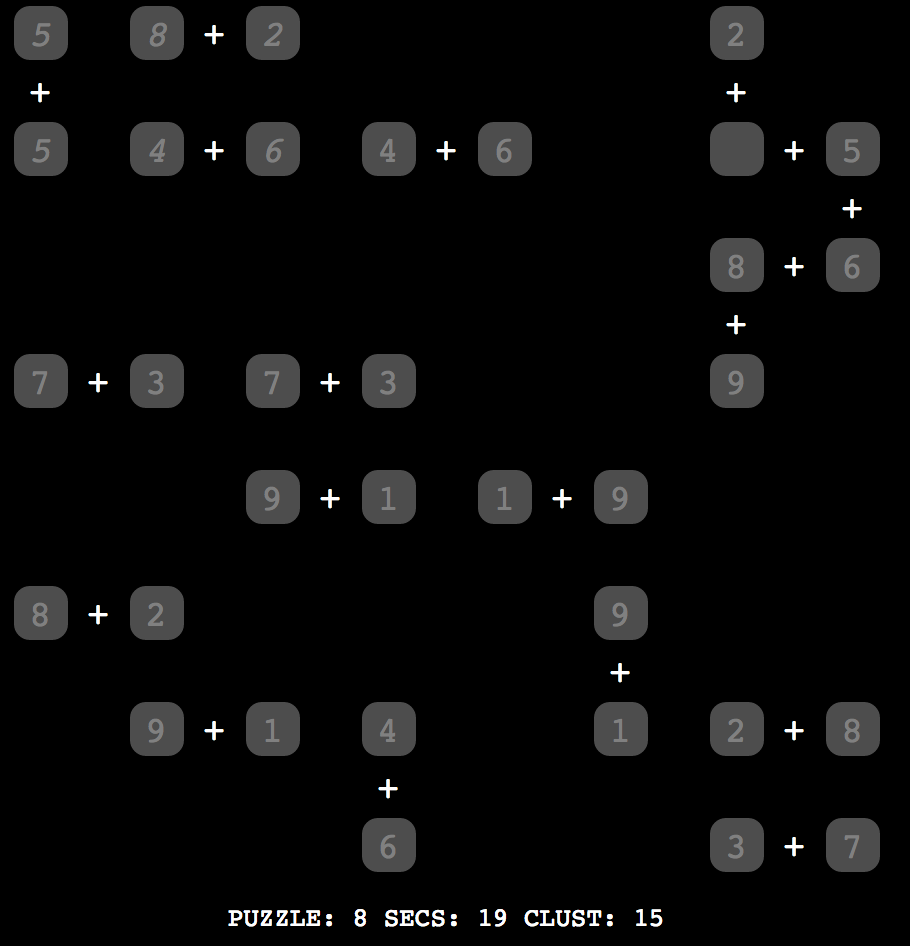 5 8 + 2 2
+ +
5 4 + 6 4 + 6 + 5
+
8 + 6
+
7 + 3 7 + 3 9
9 + 1 1 + 9
8 + 2 9
+
9 + 1 4 1 2 + 8
+
6 3 + 7
PUZZLE: 8 SECS: 19 CLUST: 15